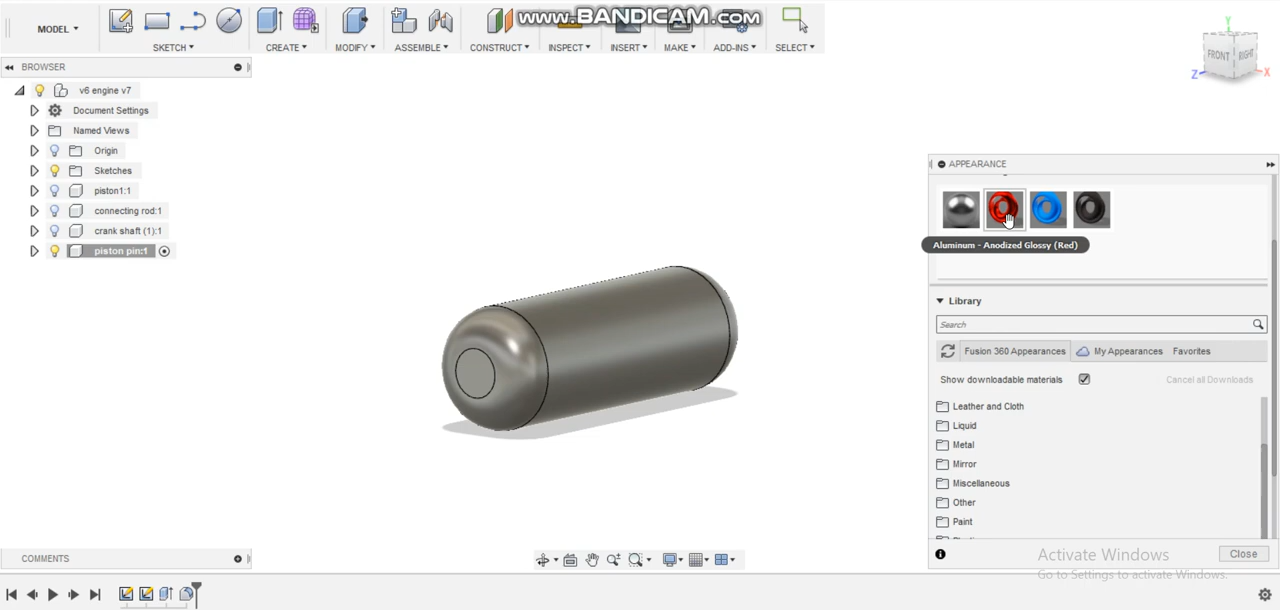 www.BANDICAM.com
MODEL
SKETCH
CREATE
MODIFY
ASSEMBLE
CONSTRUCT
INSPECT
INSERT
MAKE
ADD-INS
SELECT
BROWSER
v6 engine v7
Document Settings
Named Views
Origin
Sketches
piston1:1
connecting rod:1
crank shaft (1):1
piston pin:1
Y
FRONT
RIGHT
Z
X
APPEARANCE
Aluminum - Anodized Glossy (Red)
Library
Search
Fusion 360 Appearances
My Appearances
Favorites
Show downloadable materials
Cancel all Downloads
Leather and Cloth
Liquid
Metal
Mirror
Miscellaneous
Other
Paint
Close
Activate Windows
Go to Settings to activate Windows.
COMMENTS